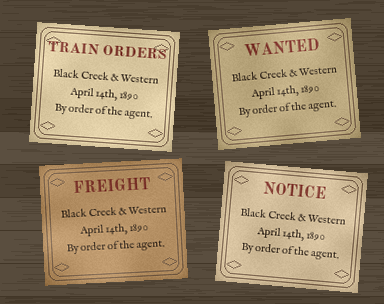 TRAIN ORDERS
Black Creek & Western
April 14th, 1890
By order of the agent.
WANTED
Black Creek & Western
April 14th, 1890
By order of the agent.
FREIGHT
Black Creek & Western
April 14th, 1890
By order of the agent.
NOTICE
Black Creek & Western
April 14th, 1890
By order of the agent.